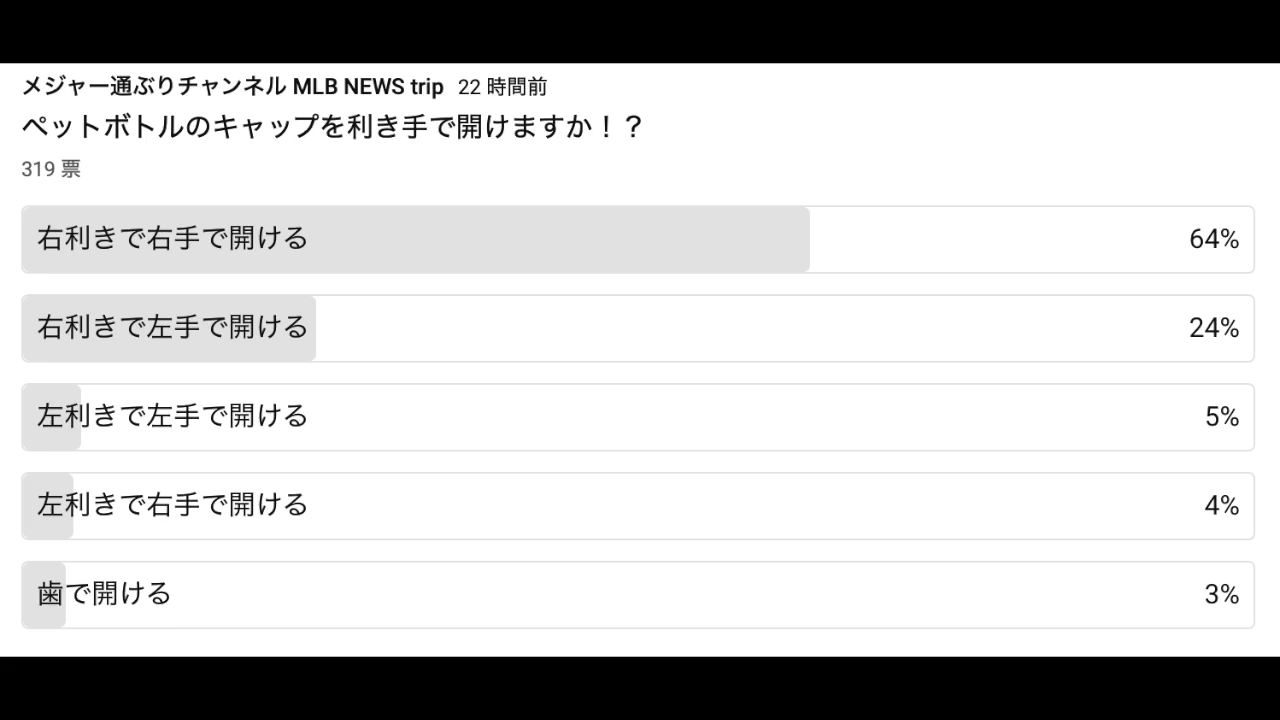 メジャー通ぶりチャンネル MLB NEWS trip 22 時間前
ペットボトルのキャップを利き手で開けますか！？
319 票
右利きで右手で開ける 64%
右利きで左手で開ける 24%
左利きで左手で開ける 5%
左利きで右手で開ける 4%
歯で開ける 3%